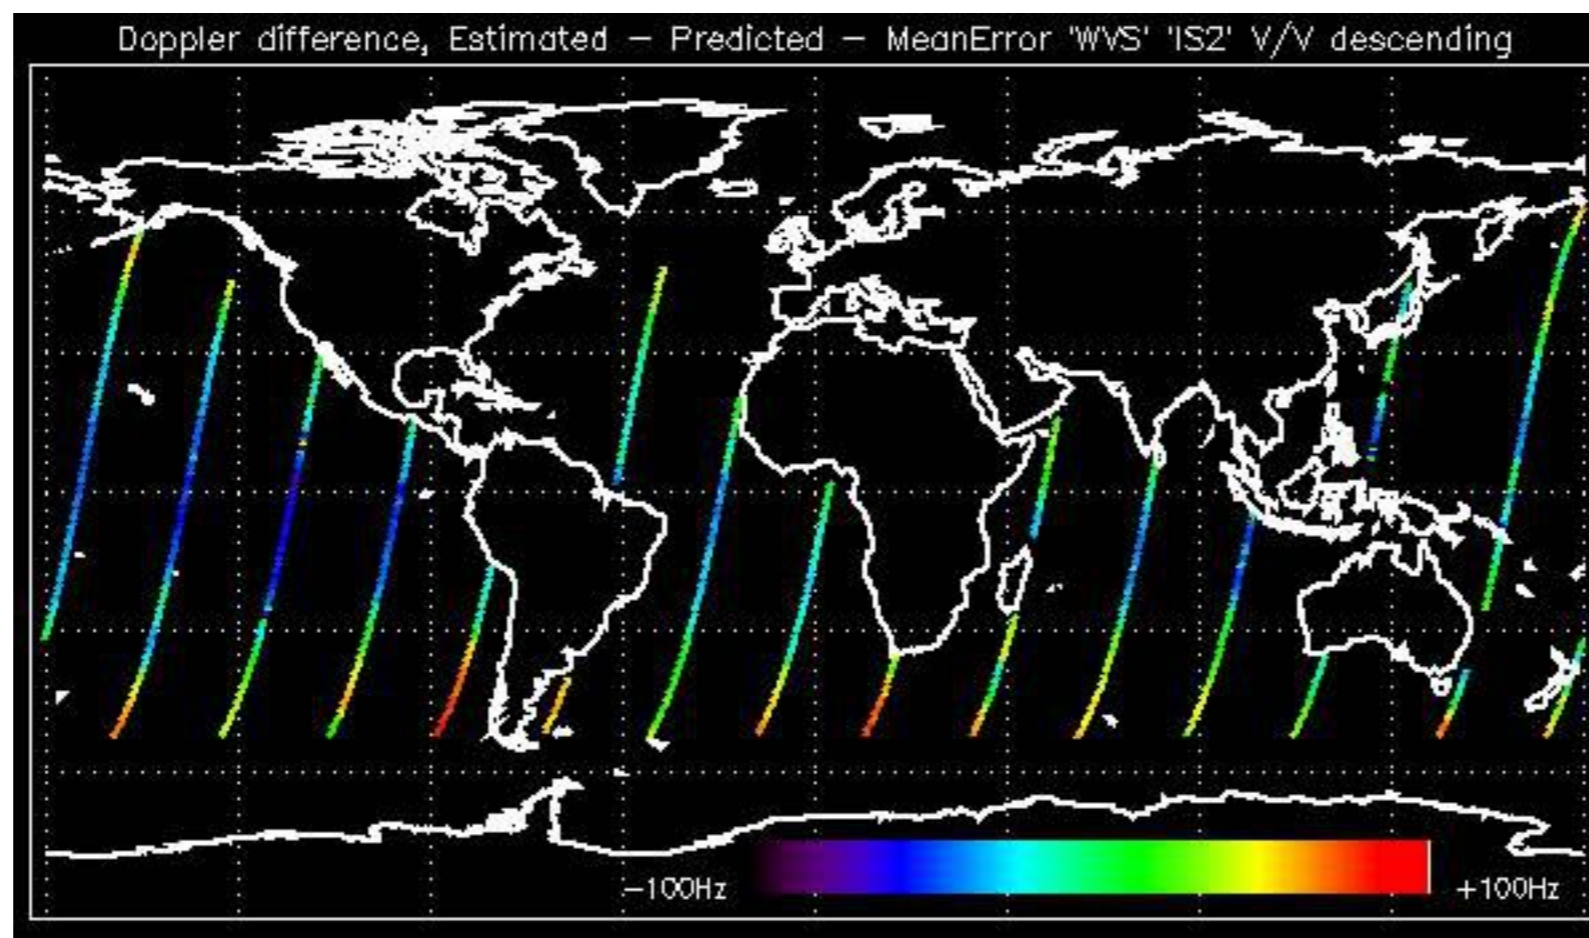 Doppler difference, Estimated – Predicted – MeanError 'WVS' 'IS2' V/V descending
–100Hz +100Hz